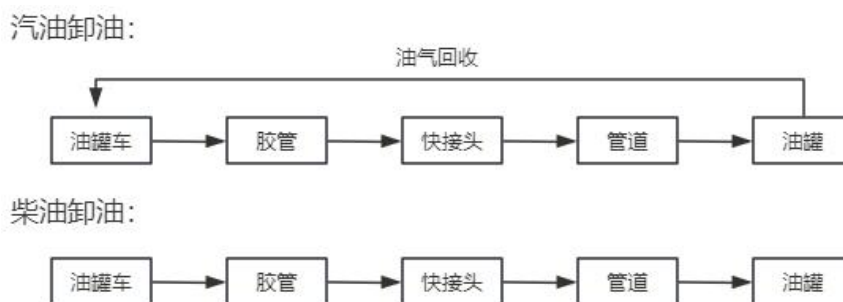 汽油卸油：
油气回收
油罐车 胶管 快接头 管道 油罐
柴油卸油：
油罐车 胶管 快接头 管道 油罐